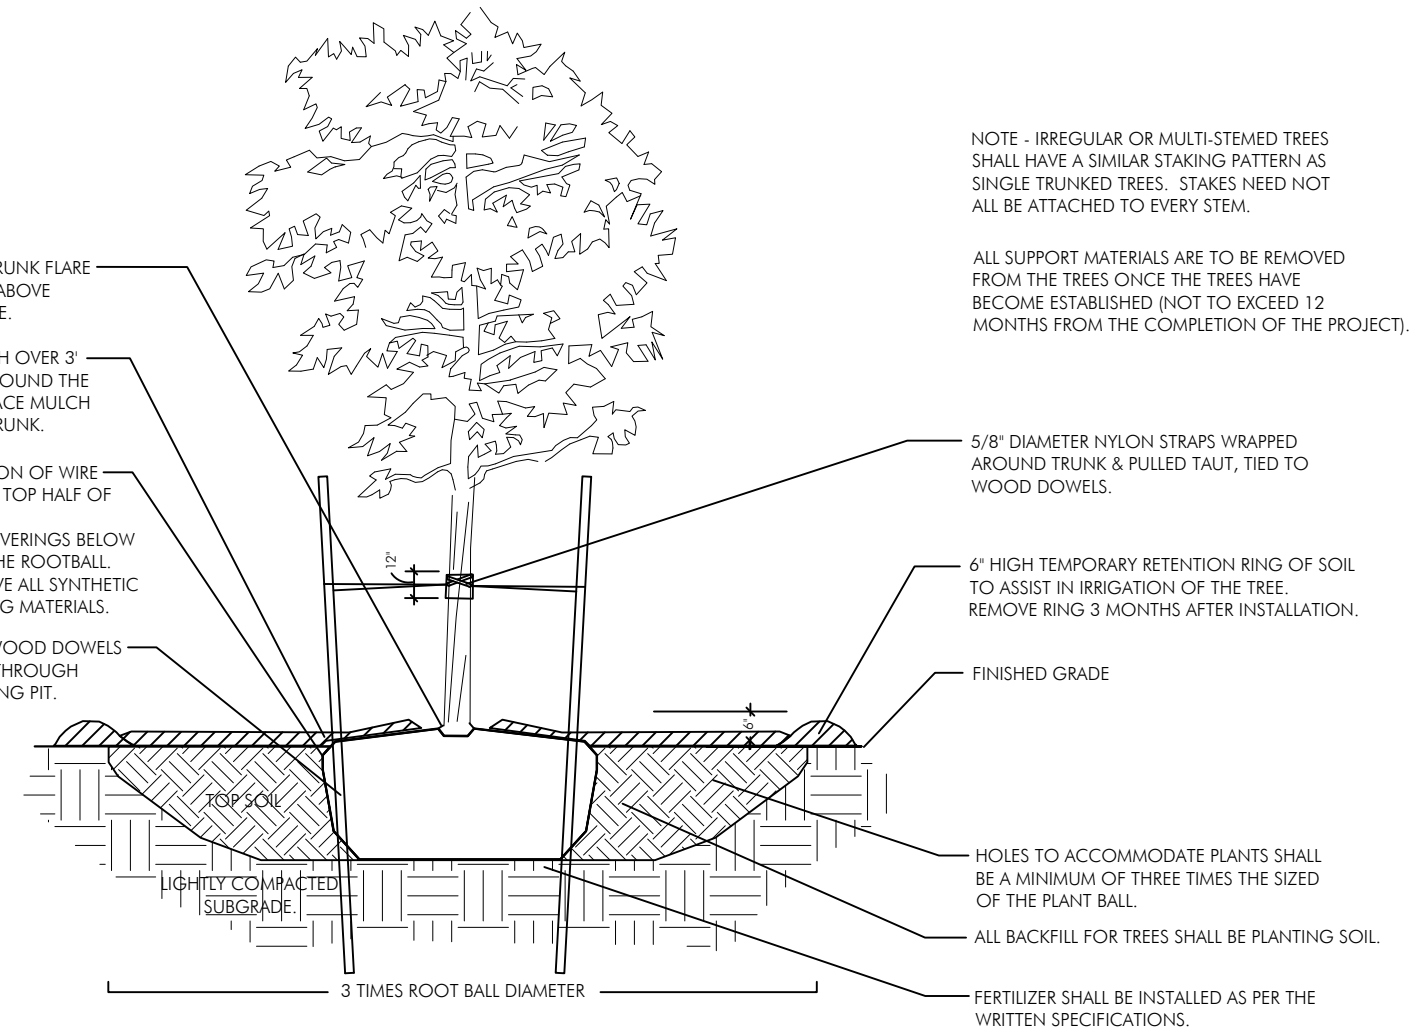 NOTE - IRREGULAR OR MULTI-STEMED TREES
SHALL HAVE A SIMILAR STAKING PATTERN AS
SINGLE TRUNKED TREES. STAKES NEED NOT
ALL BE ATTACHED TO EVERY STEM.
ALL SUPPORT MATERIALS ARE TO BE REMOVED
FROM THE TREES ONCE THE TREES HAVE
BECOME ESTABLISHED (NOT TO EXCEED 12
MONTHS FROM THE COMPLETION OF THE PROJECT).
RUNK FLARE
ABOVE
E.
H OVER 3'
OUND THE
ACE MULCH
RUNK.
ON OF WIRE
TOP HALF OF
VERINGS BELOW
HE ROOTBALL.
VE ALL SYNTHETIC
G MATERIALS.
WOOD DOWELS
THROUGH
NG PIT.
12"
5/8" DIAMETER NYLON STRAPS WRAPPED
AROUND TRUNK & PULLED TAUT, TIED TO
WOOD DOWELS.
6" HIGH TEMPORARY RETENTION RING OF SOIL
TO ASSIST IN IRRIGATION OF THE TREE.
REMOVE RING 3 MONTHS AFTER INSTALLATION.
FINISHED GRADE
6"
TOP SOIL
LIGHTLY COMPACTED
SUBGRADE.
HOLES TO ACCOMMODATE PLANTS SHALL
BE A MINIMUM OF THREE TIMES THE SIZED
OF THE PLANT BALL.
ALL BACKFILL FOR TREES SHALL BE PLANTING SOIL.
3 TIMES ROOT BALL DIAMETER
FERTILIZER SHALL BE INSTALLED AS PER THE
WRITTEN SPECIFICATIONS.